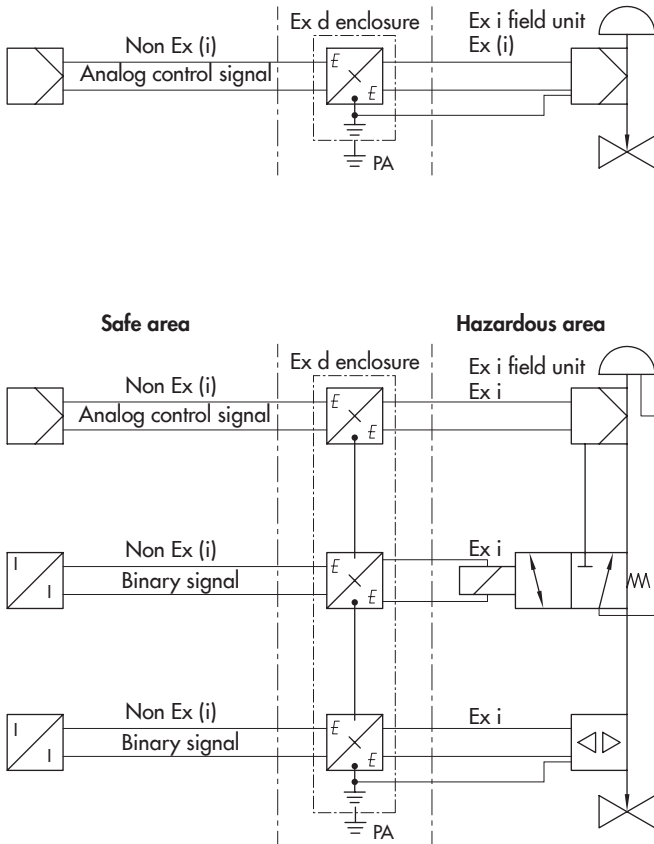 Ex d enclosure
Ex i field unit
Non Ex (i)
Ex (i)
Analog control signal
E
E
PA
Safe area
Hazardous area
Ex d enclosure
Ex i field unit
Non Ex (i)
Ex i
Analog control signal
E
E
Non Ex (i)
Ex i
I
I
Binary signal
E
E
Non Ex (i)
Ex i
I
I
Binary signal
E
E
PA